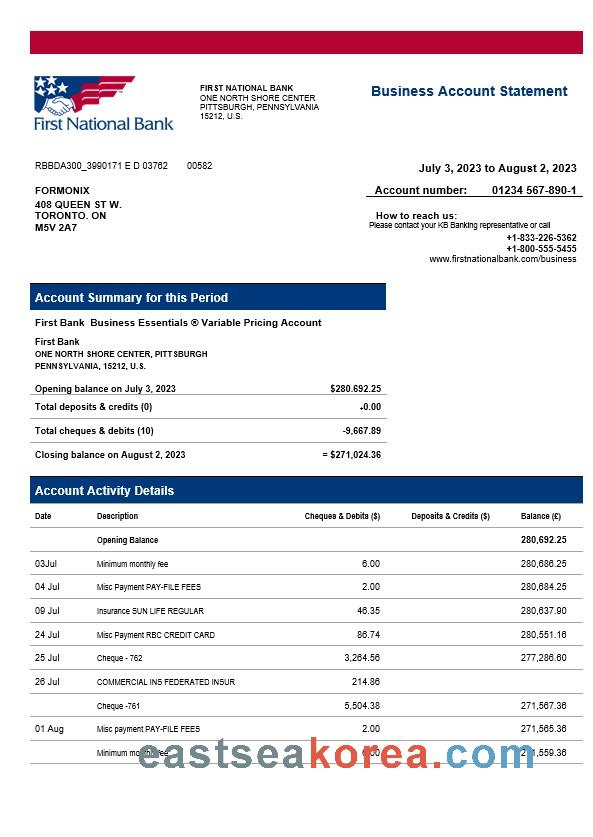 First National Bank
FIRST NATIONAL BANK
ONE NORTH SHORE CENTER
PITTSBURGH, PENNSYLVANIA
15212, U.S.
Business Account Statement
RBBDA300_3990171 E D 03762 00582
July 3, 2023 to August 2, 2023
FORMONIX
408 QUEEN ST W.
TORONTO. ON
M5V 2A7
Account number: 01234 567-890-1
How to reach us:
Please contact your KB Banking representive or call
+1-833-226-5362
+1-800-555-5455
www.firstnationalbank.com/business
Account Summary for this Period
First Bank Business Essentials ® Variable Pricing Account
First Bank
ONE NORTH SHORE CENTER, PITTSBURGH
PENNSYLVANIA, 15212, U.S.
Opening balance on July 3, 2023 $280.692.25
Total deposits & credits (0) +0.00
Total cheques & debits (10) -9,667.89
Closing balance on August 2, 2023 = $271,024.36
Account Activity Details
Date Description Cheques & Debits ($) Deposits & Credits ($) Balance (£)
Opening Balance 280,692.25
03Jul Minimum monthly fee 6.00 280,686.25
04 Jul Misc Payment PAY-FILE FEES 2.00 280,684.25
09 Jul Insurance SUN LIFE REGULAR 46.35 280,637.90
24 Jul Misc Payment RBC CREDIT CARD 86.74 280,551.16
25 Jul Cheque - 762 3,264.56 277,286.60
26 Jul COMMERCIAL INS FEDERATED INSUR 214.86
Cheque -761 5,504.38 271,567.36
01 Aug Misc payment PAY-FILE FEES 2.00 271,565.36
Minimum monthly fee 6.00 271,559.36
eastseakorea.com